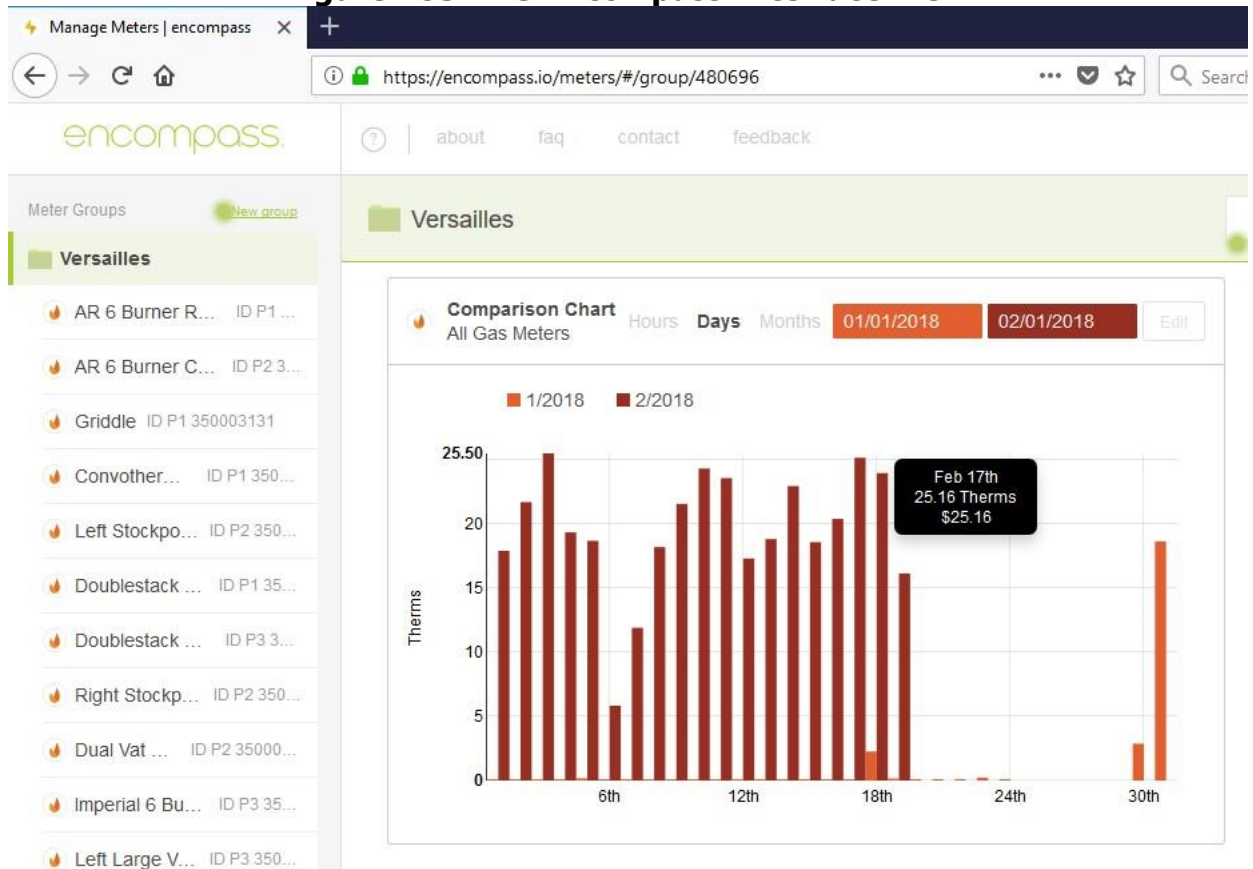 Manage Meters | encompass
https://encompass.io/meters/#/group/480696
Search
encompass.
? about faq contact feedback
Meter Groups New group
Versailles
Versailles
AR 6 Burner R... ID P1 ...
AR 6 Burner C... ID P2 3...
Griddle ID P1 350003131
Convother... ID P1 350...
Left Stockpo... ID P2 350...
Doublestack ... ID P1 35...
Doublestack ... ID P3 3...
Right Stockp... ID P2 350...
Dual Vat ... ID P2 35000...
Imperial 6 Bu... ID P3 35...
Left Large V... ID P3 350...
Comparison Chart
All Gas Meters
Hours Days Months 01/01/2018 02/01/2018 Edit
1/2018 2/2018
25.50
20
15
10
5
0
Therms
Feb 17th
25.16 Therms
$25.16
6th 12th 18th 24th 30th